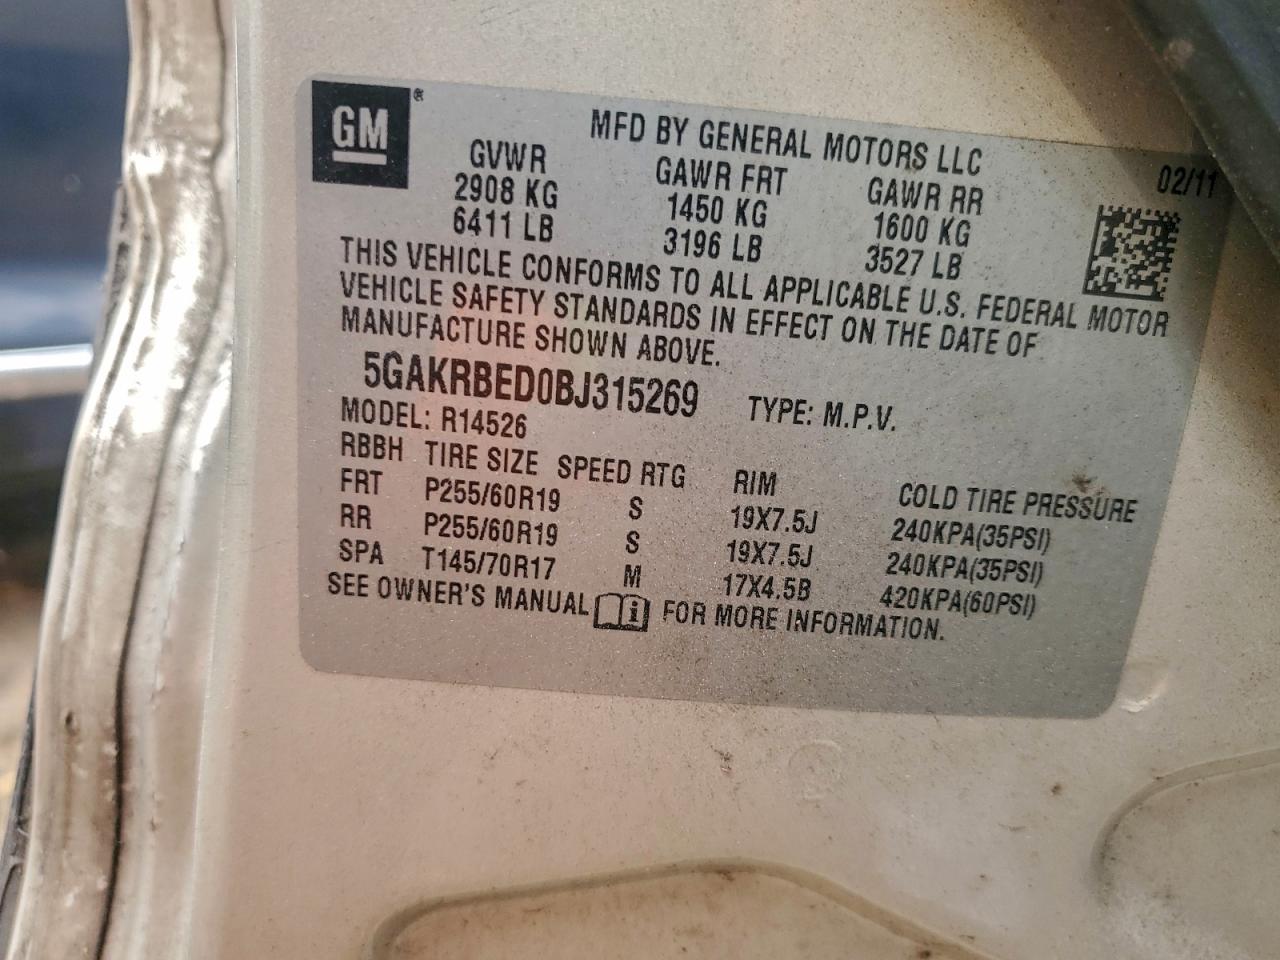 GM®
MFD BY GENERAL MOTORS LLC
02/11
GVWR GAWR FRT GAWR RR
2908 KG 1450 KG 1600 KG
6411 LB 3196 LB 3527 LB
THIS VEHICLE CONFORMS TO ALL APPLICABLE U.S. FEDERAL MOTOR
VEHICLE SAFETY STANDARDS IN EFFECT ON THE DATE OF
MANUFACTURE SHOWN ABOVE.
5GAKRBED0BJ315269 TYPE: M.P.V.
MODEL: R14526
RBBH TIRE SIZE SPEED RTG RIM COLD TIRE PRESSURE
FRT P255/60R19 S 19X7.5J 240KPA(35PSI)
RR P255/60R19 S 19X7.5J 240KPA(35PSI)
SPA T145/70R17 M 17X4.5B 420KPA(60PSI)
SEE OWNER'S MANUAL i FOR MORE INFORMATION.